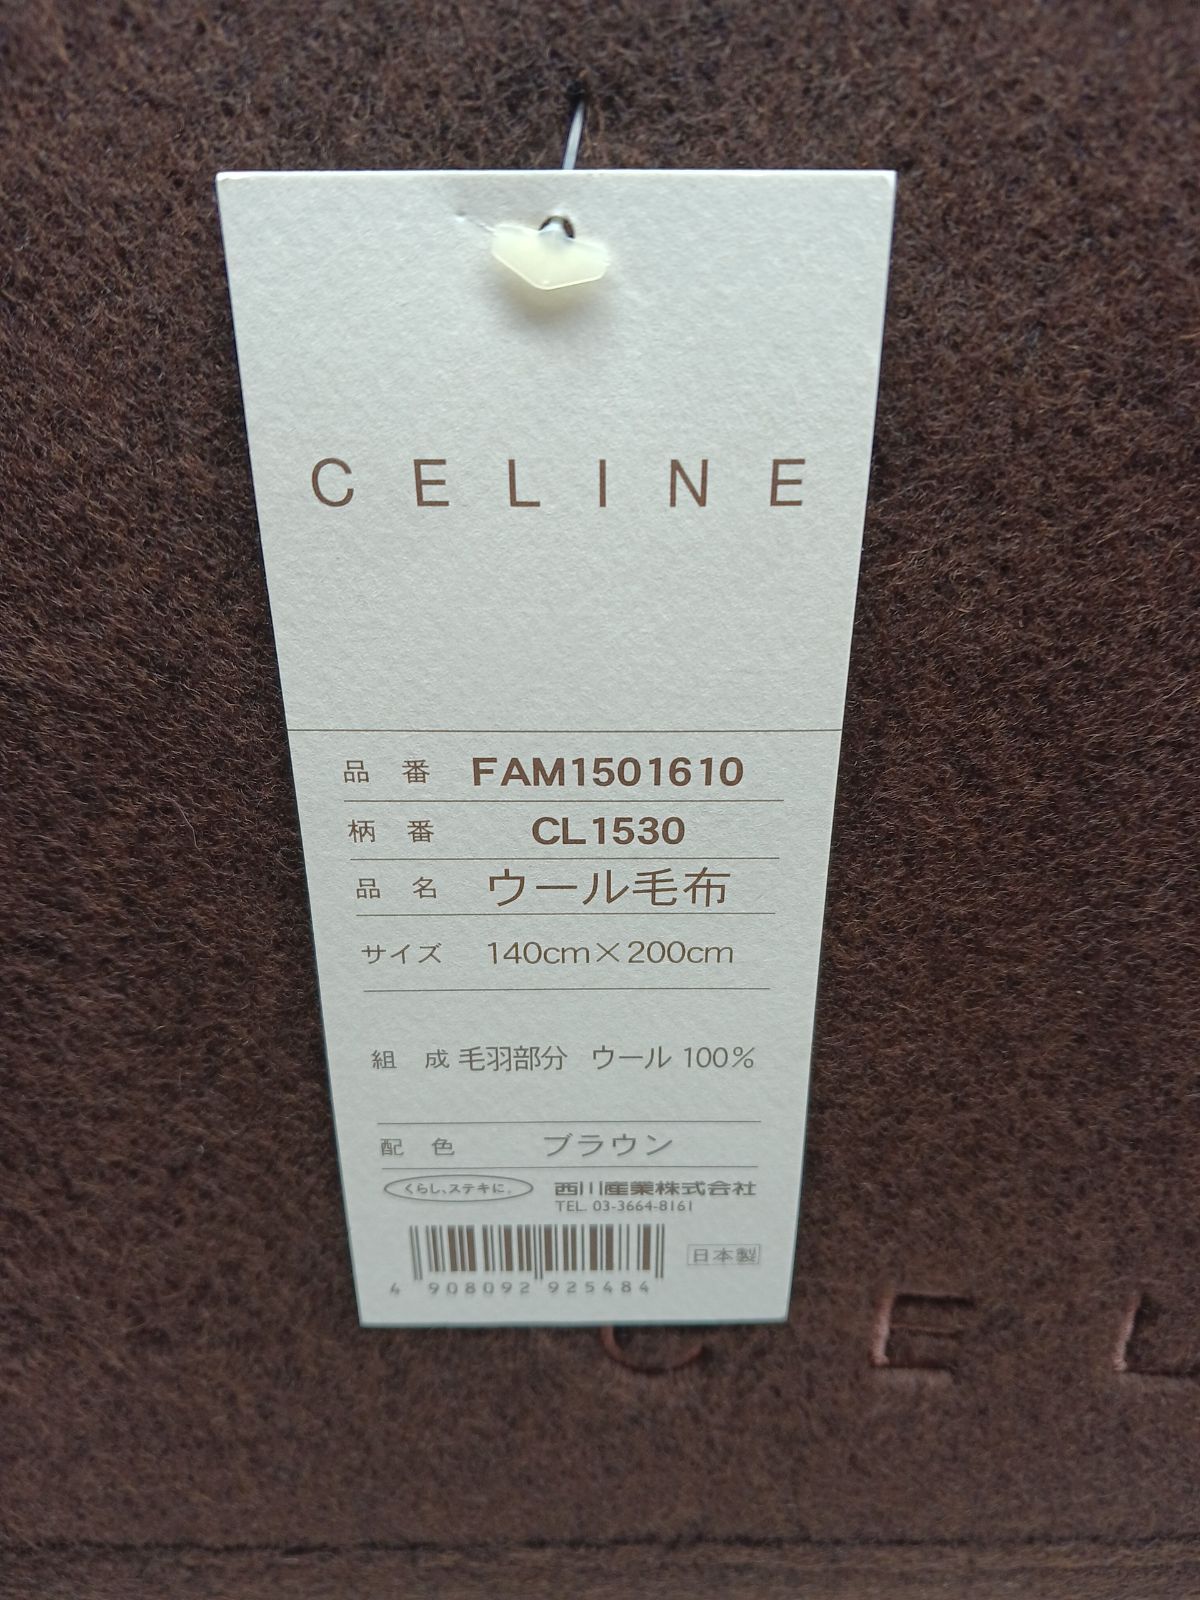 CELINE
品番 FAM1501610
柄番 CL1530
品名 ウール毛布
サイズ 140cm×200cm
組成 毛羽部分 ウール 100%
配色 ブラウン
くらし、ステキに。 西川産業株式会社
TEL. 03-3664-8161
日本製
4 908092 925484
C E L